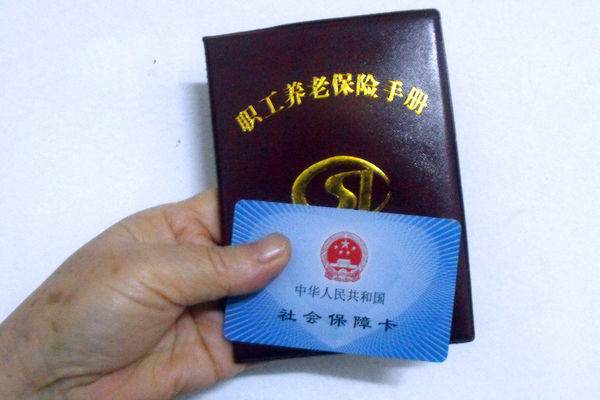 职工养老保险手册
中华人民共和国
社会保障卡